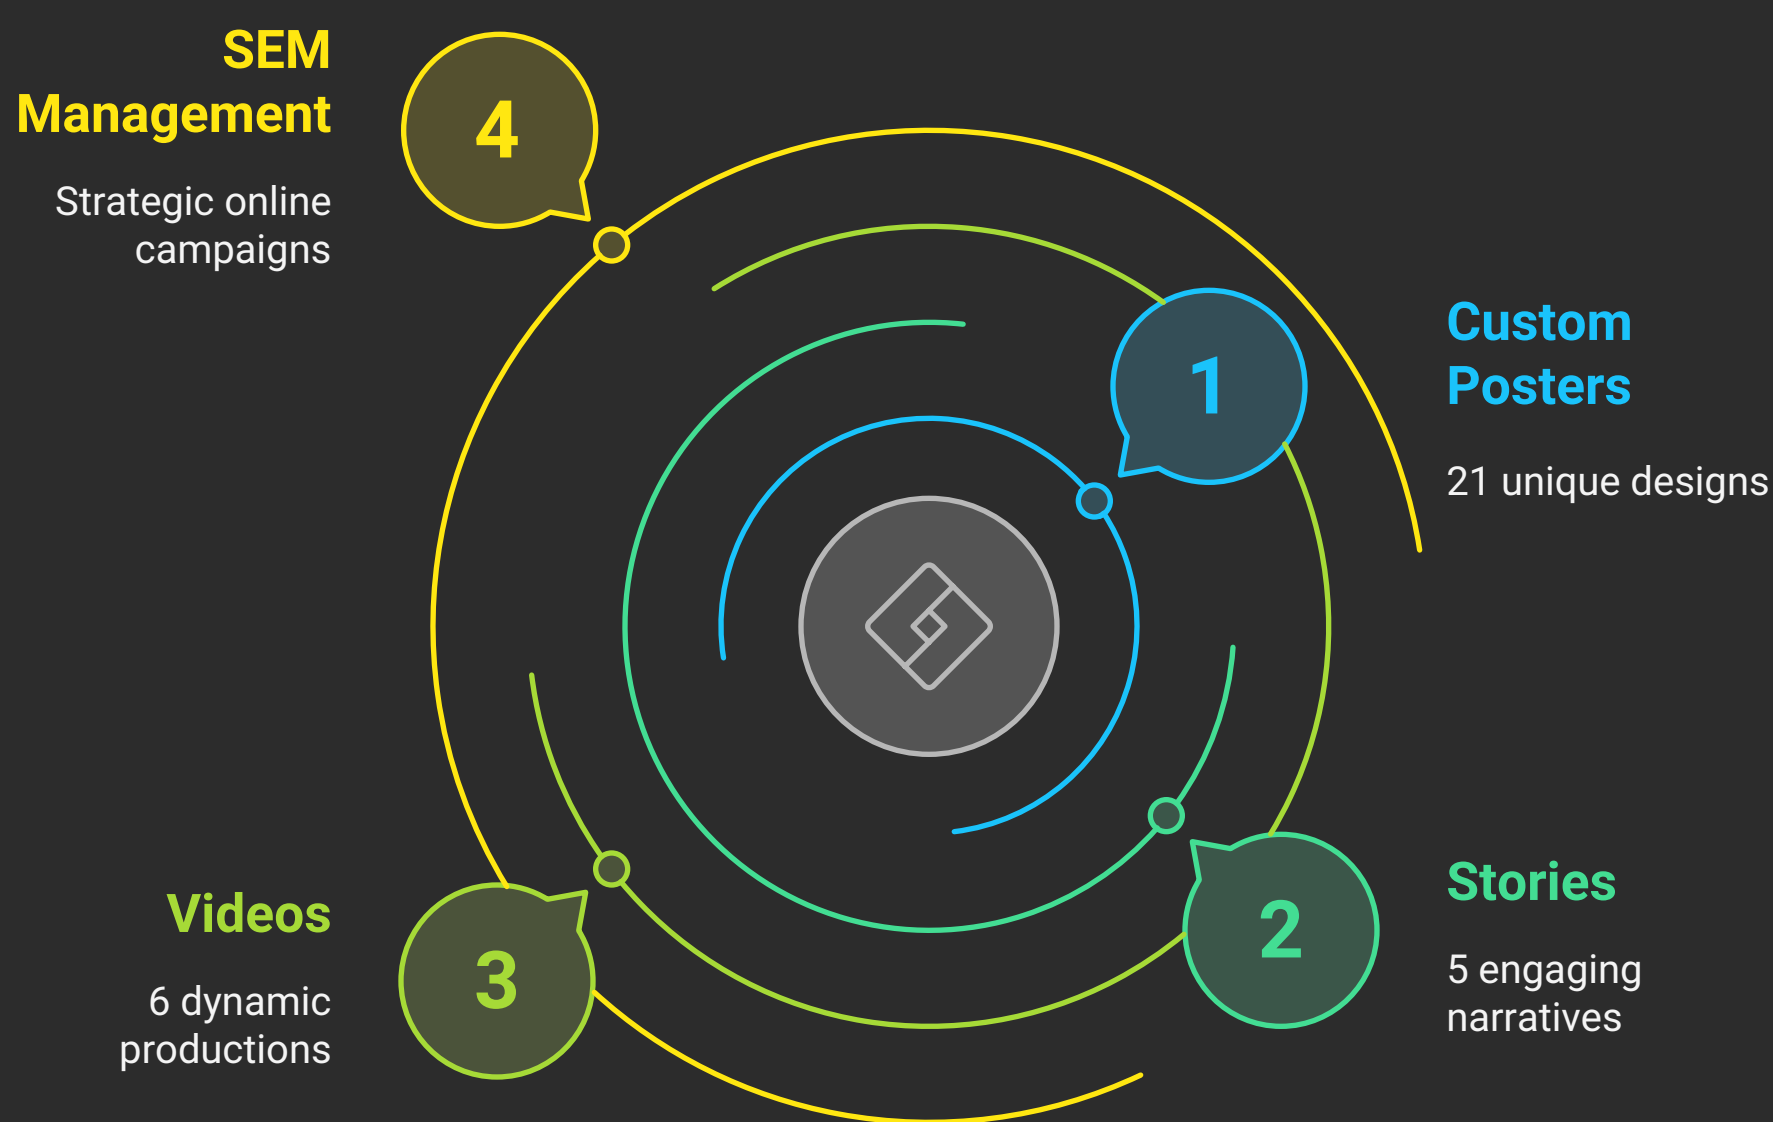 SEM
Management
Strategic online
campaigns
4
1
Custom
Posters
21 unique designs
Videos
6 dynamic
productions
3
2
Stories
5 engaging
narratives